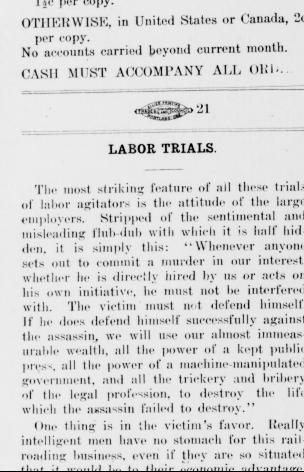 1½c per copy.
OTHERWISE, in United States or Canada, 2c
per copy.
No accounts carried beyond current month.
CASH MUST ACCOMPANY ALL
21
LABOR TRIALS.
The most striking feature of all these trials
of labor agitators is the attitude of the large
employers. Stripped of the sentimental and
misleading flub-dub with which it is half hid-
den, it is simply this: "Whenever anyone
sets out to commit a murder in our interest
whether he is directly hired by us or acts on
his own initiative, he must not be interfered
with. The victim must not defend himself
If he does defend himself successfully against
the assassin, we will use our almost immeas-
urable wealth, all the power of a kept public
press, all the power of a machine-manipulated
government, and all the trickery and bribery
of the legal profession, to destroy the life
which the assassin failed to destroy."
One thing is in the victim's favor. Really
intelligent men have no stomach for this rail-
roading business, even if they are so situated
that it would be to their economic advantage